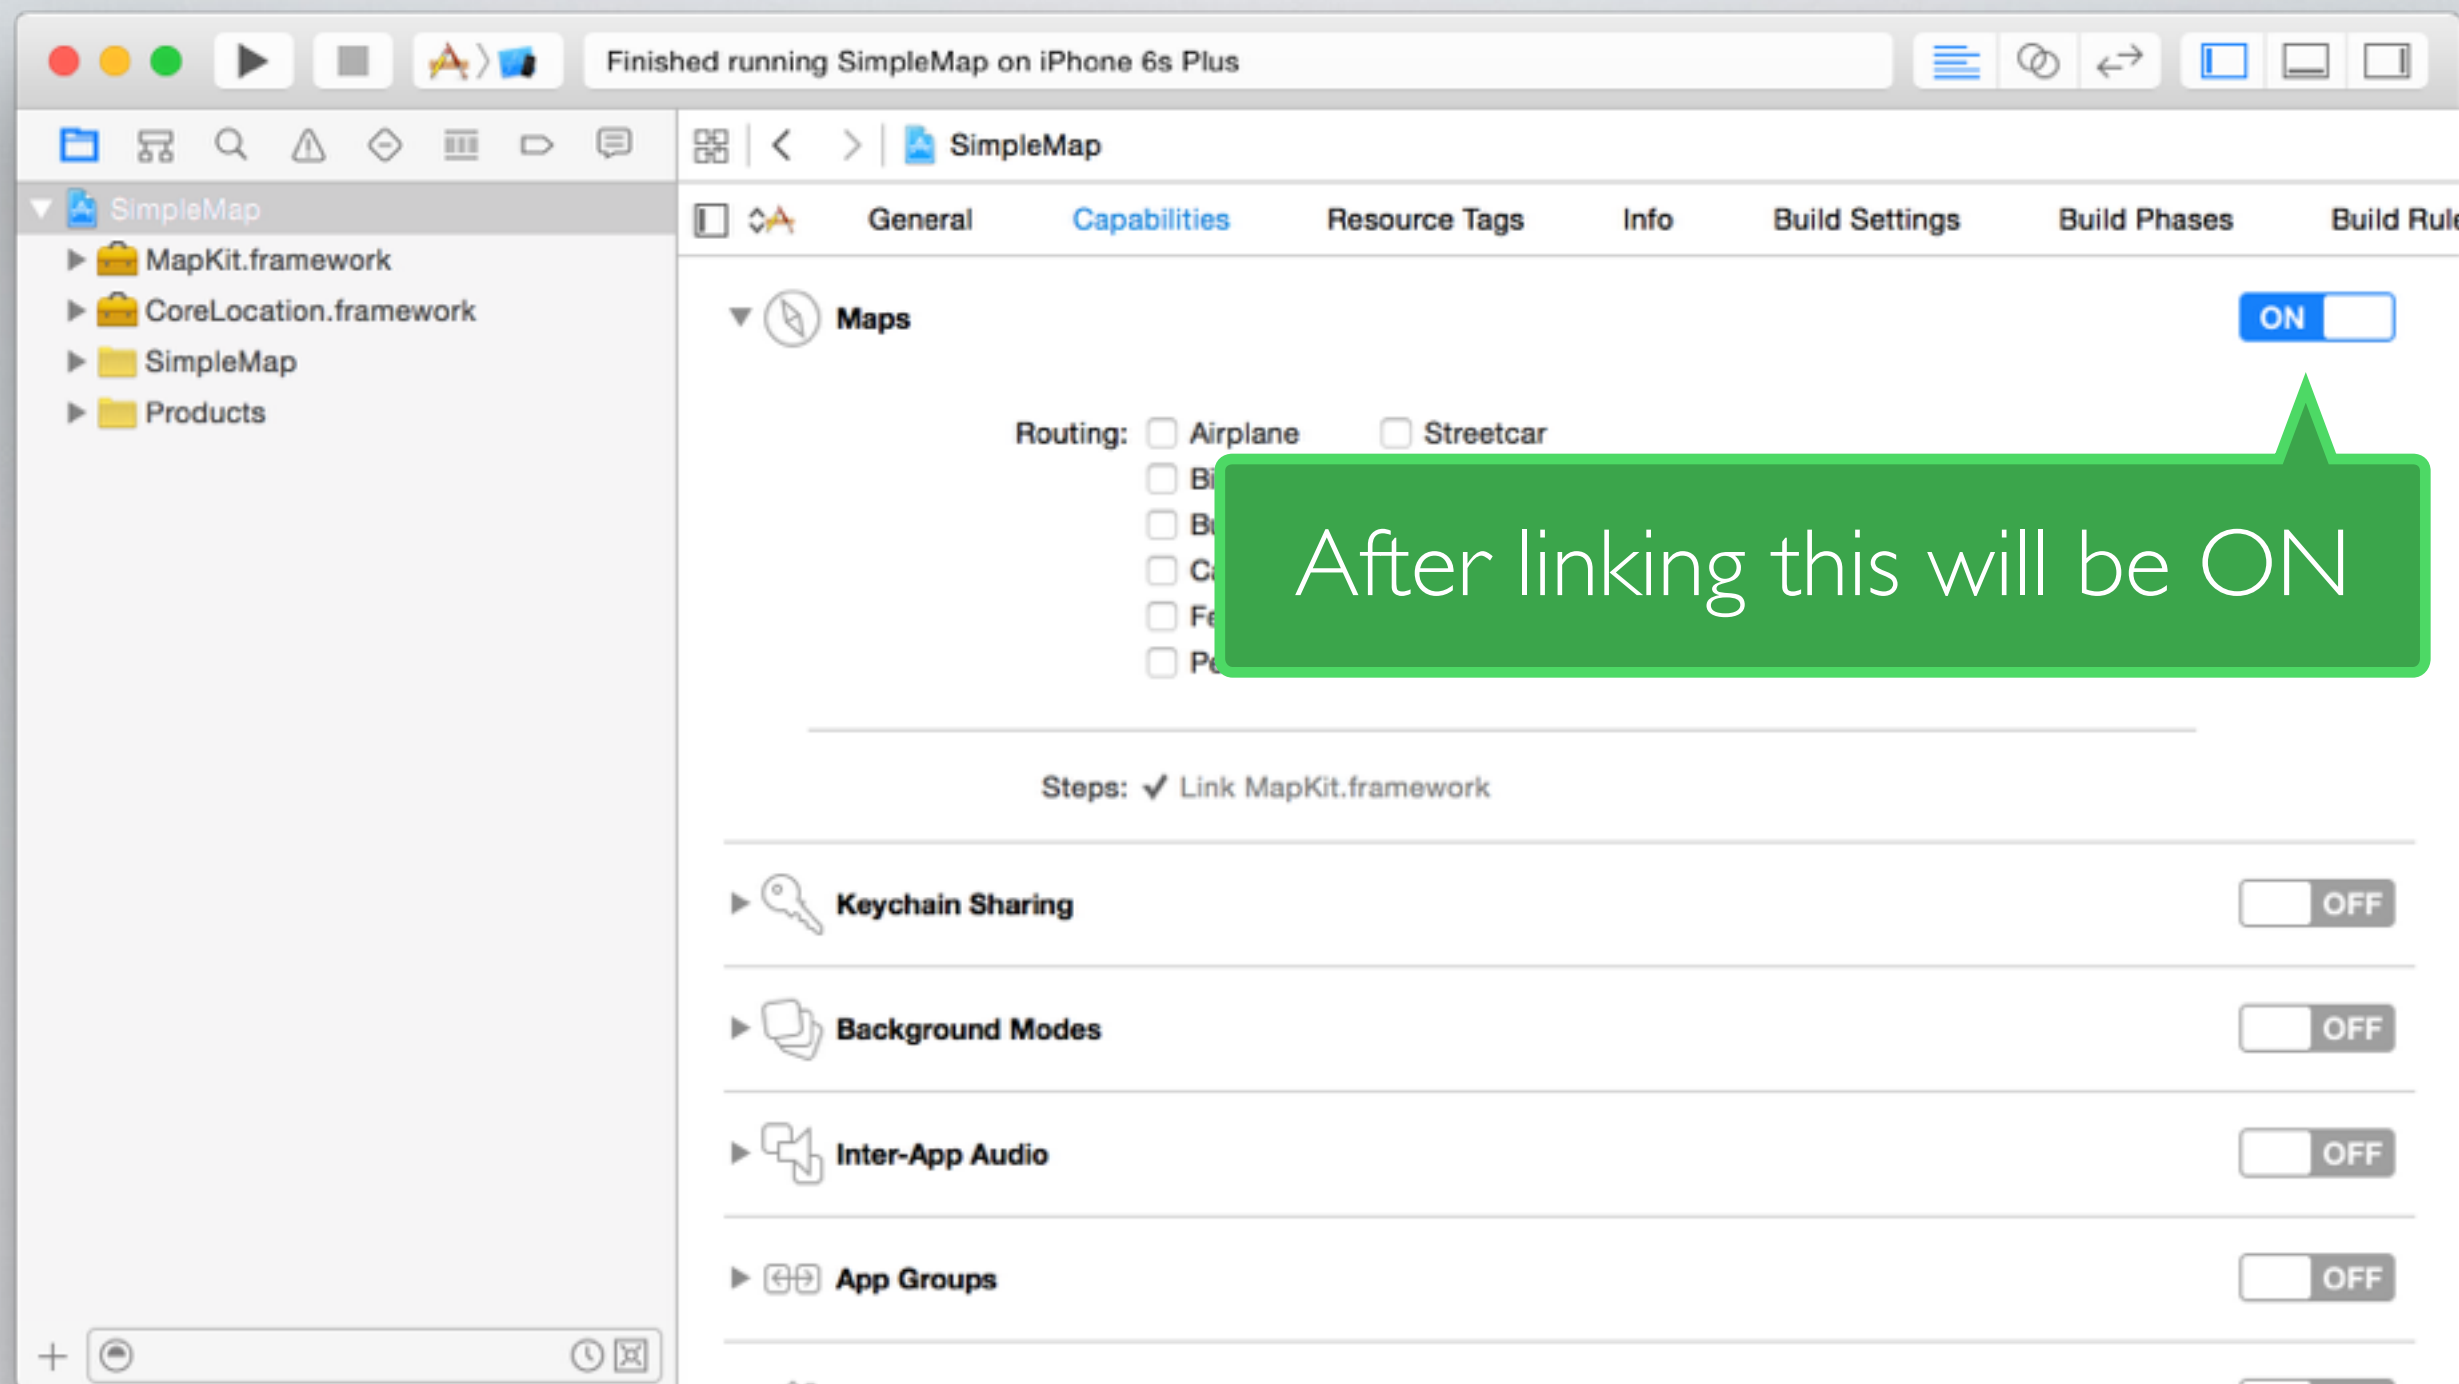 Finished running SimpleMap on iPhone 6s Plus
SimpleMap
SimpleMap
MapKit.framework
CoreLocation.framework
SimpleMap
Products
General Capabilities Resource Tags Info Build Settings Build Phases Build
Maps ON
Routing: Airplane Streetcar
After linking this will be ON
Steps: ✓ Link MapKit.framework
Keychain Sharing OFF
Background Modes OFF
Inter-App Audio OFF
App Groups OFF